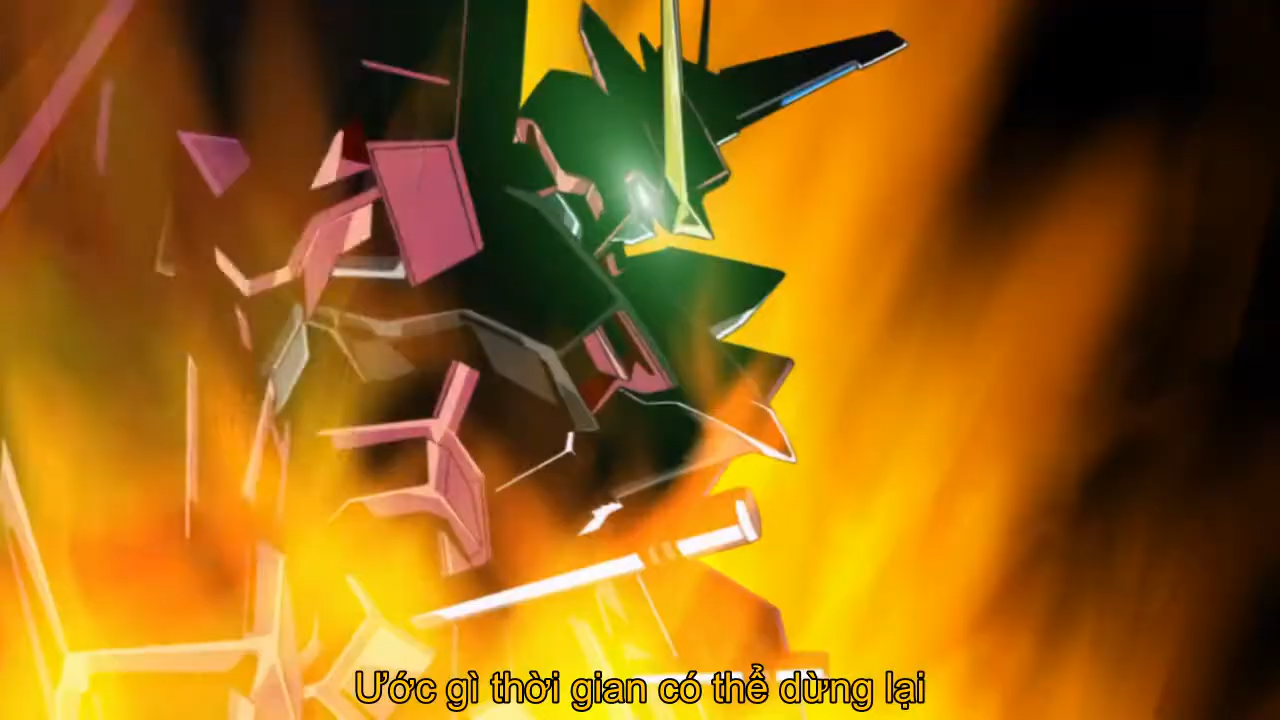 Ước gì thời gian có thể dừng lại